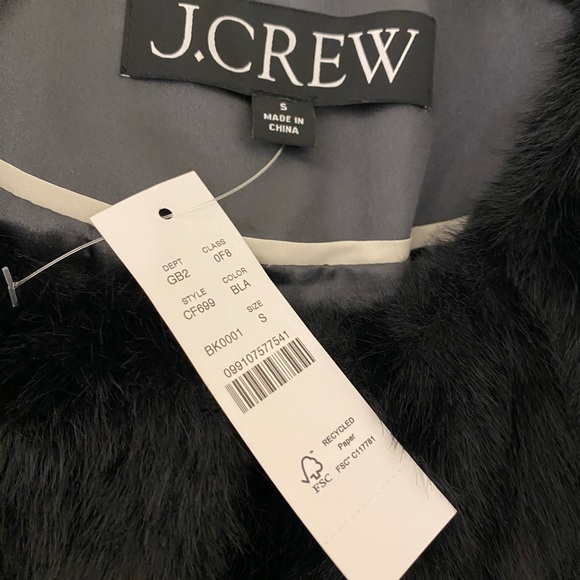 J.CREW
S
MADE IN
CHINA
DEPT CLASS
GB2 0F8
STYLE COLOR
CF699 BLA
SIZE
BK0001 S
099107577541
RECYCLED
Paper
FSC® C117761
FSC